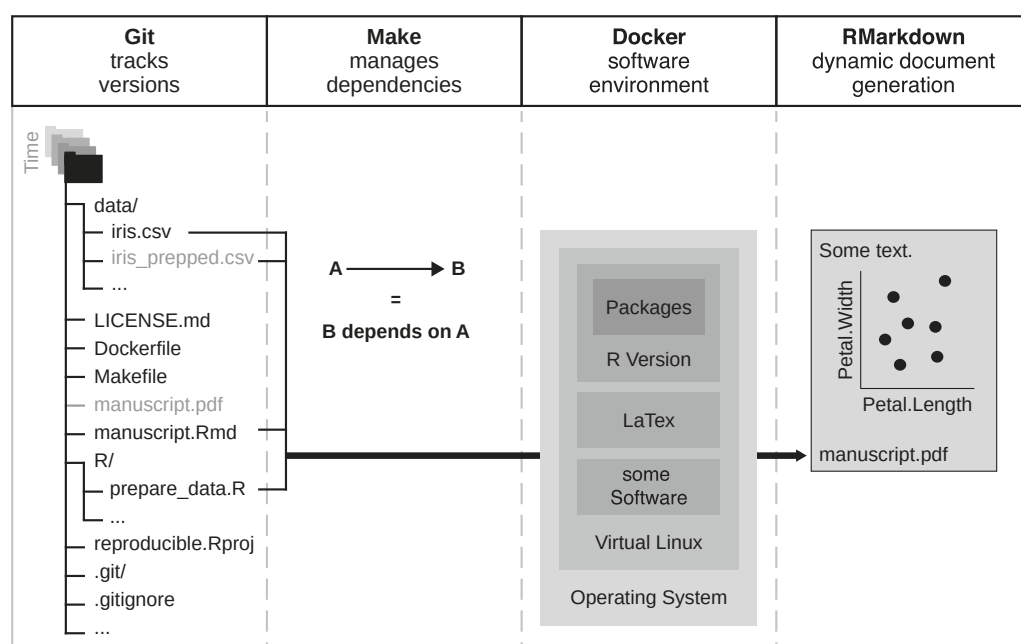 Git
tracks
versions
Make
manages
dependencies
Docker
software
environment
RMarkdown
dynamic document
generation
Time
data/
iris.csv
iris_prepped.csv
...
LICENSE.md
Dockerfile
Makefile
manuscript.pdf
manuscript.Rmd
R/
prepare_data.R
...
reproducible.Rproj
.git/
.gitignore
...
A B
=
B depends on A
Packages
R Version
LaTex
some
Software
Virtual Linux
Operating System
Some text.
Petal.Width
Petal.Length
manuscript.pdf